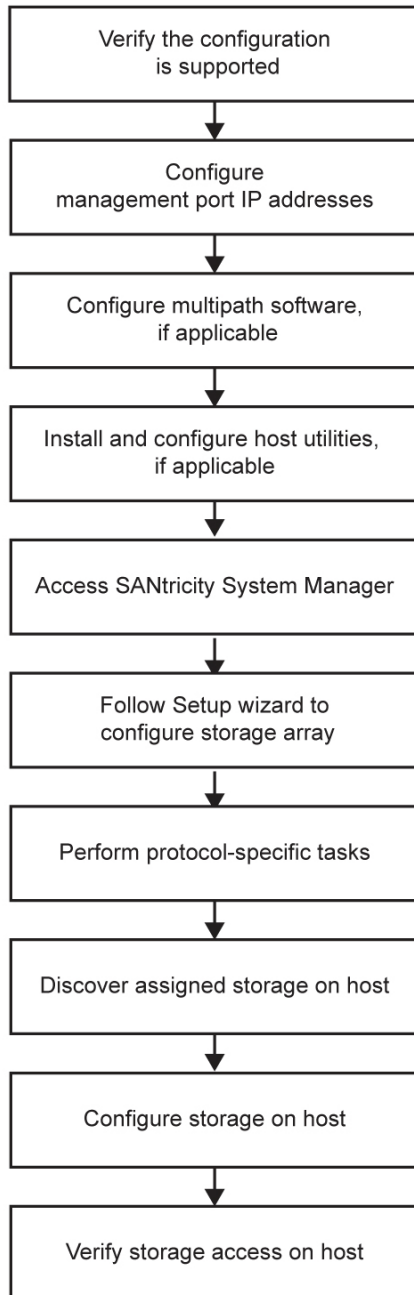 Verify the configuration
is supported
Configure
management port IP addresses
Configure multipath software,
if applicable
Install and configure host utilities,
if applicable
Access SANtricity System Manager
Follow Setup wizard to
configure storage array
Perform protocol-specific tasks
Discover assigned storage on host
Configure storage on host
Verify storage access on host